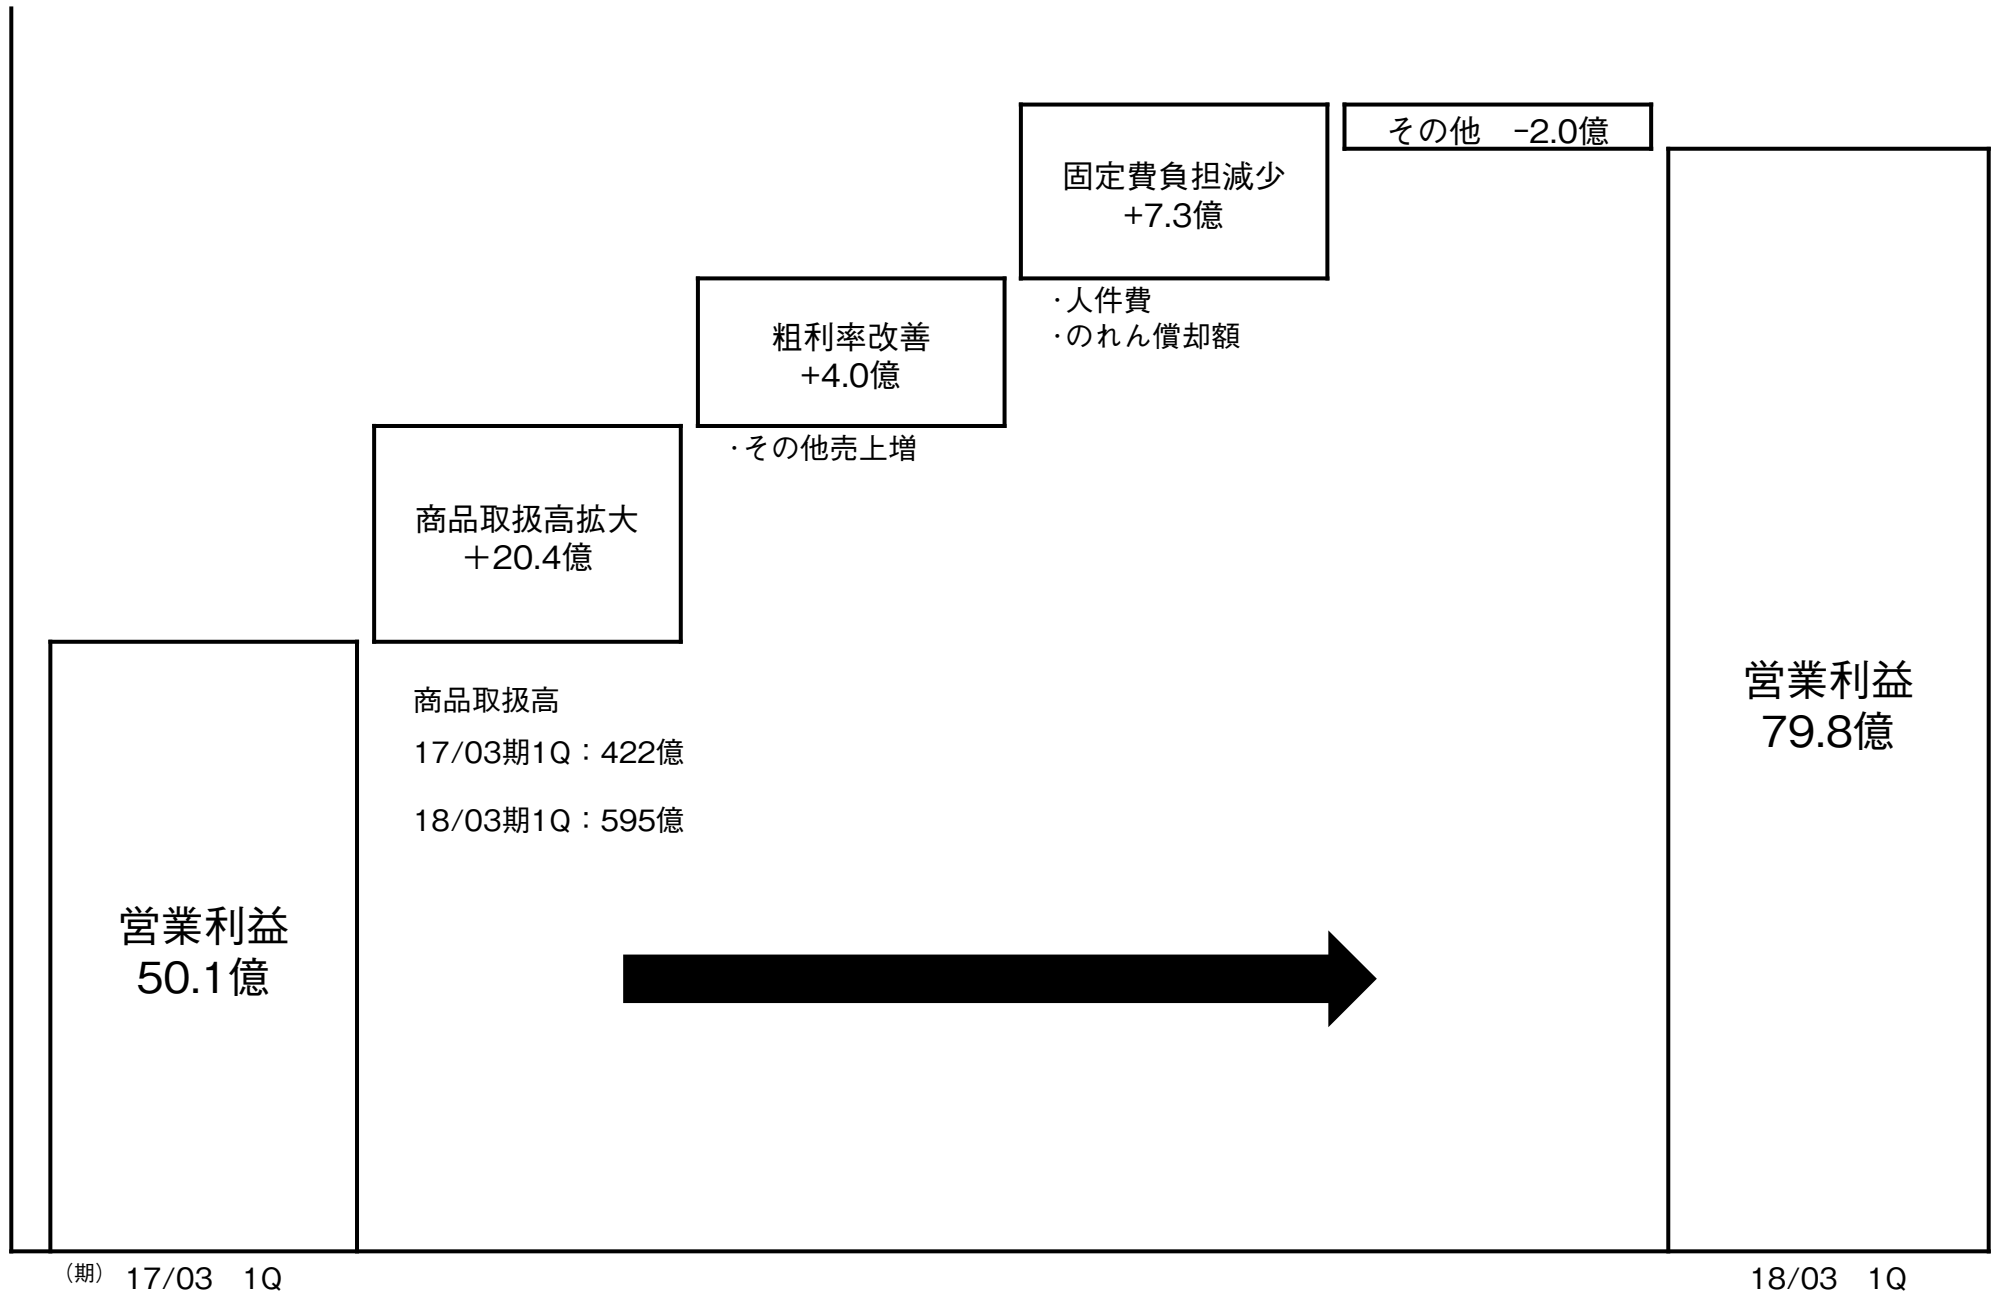 その他　-2.0億
固定費負担減少
+7.3億
・人件費
・のれん償却額
粗利率改善
+4.0億
・その他売上増
商品取扱高拡大
＋20.4億
商品取扱高
17/03期1Q：422億
18/03期1Q：595億
営業利益
50.1億
営業利益
79.8億
（期） 17/03　1Q
18/03　1Q